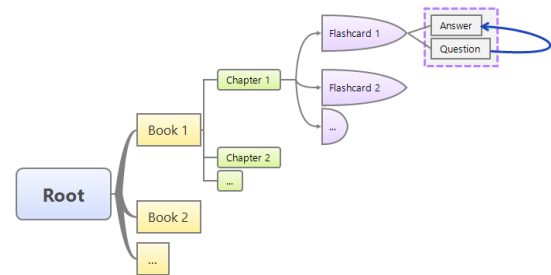 Root
Book 1
Chapter 1
Flashcard 1
Answer
Question
Flashcard 2
...
Chapter 2
...
Book 2
...